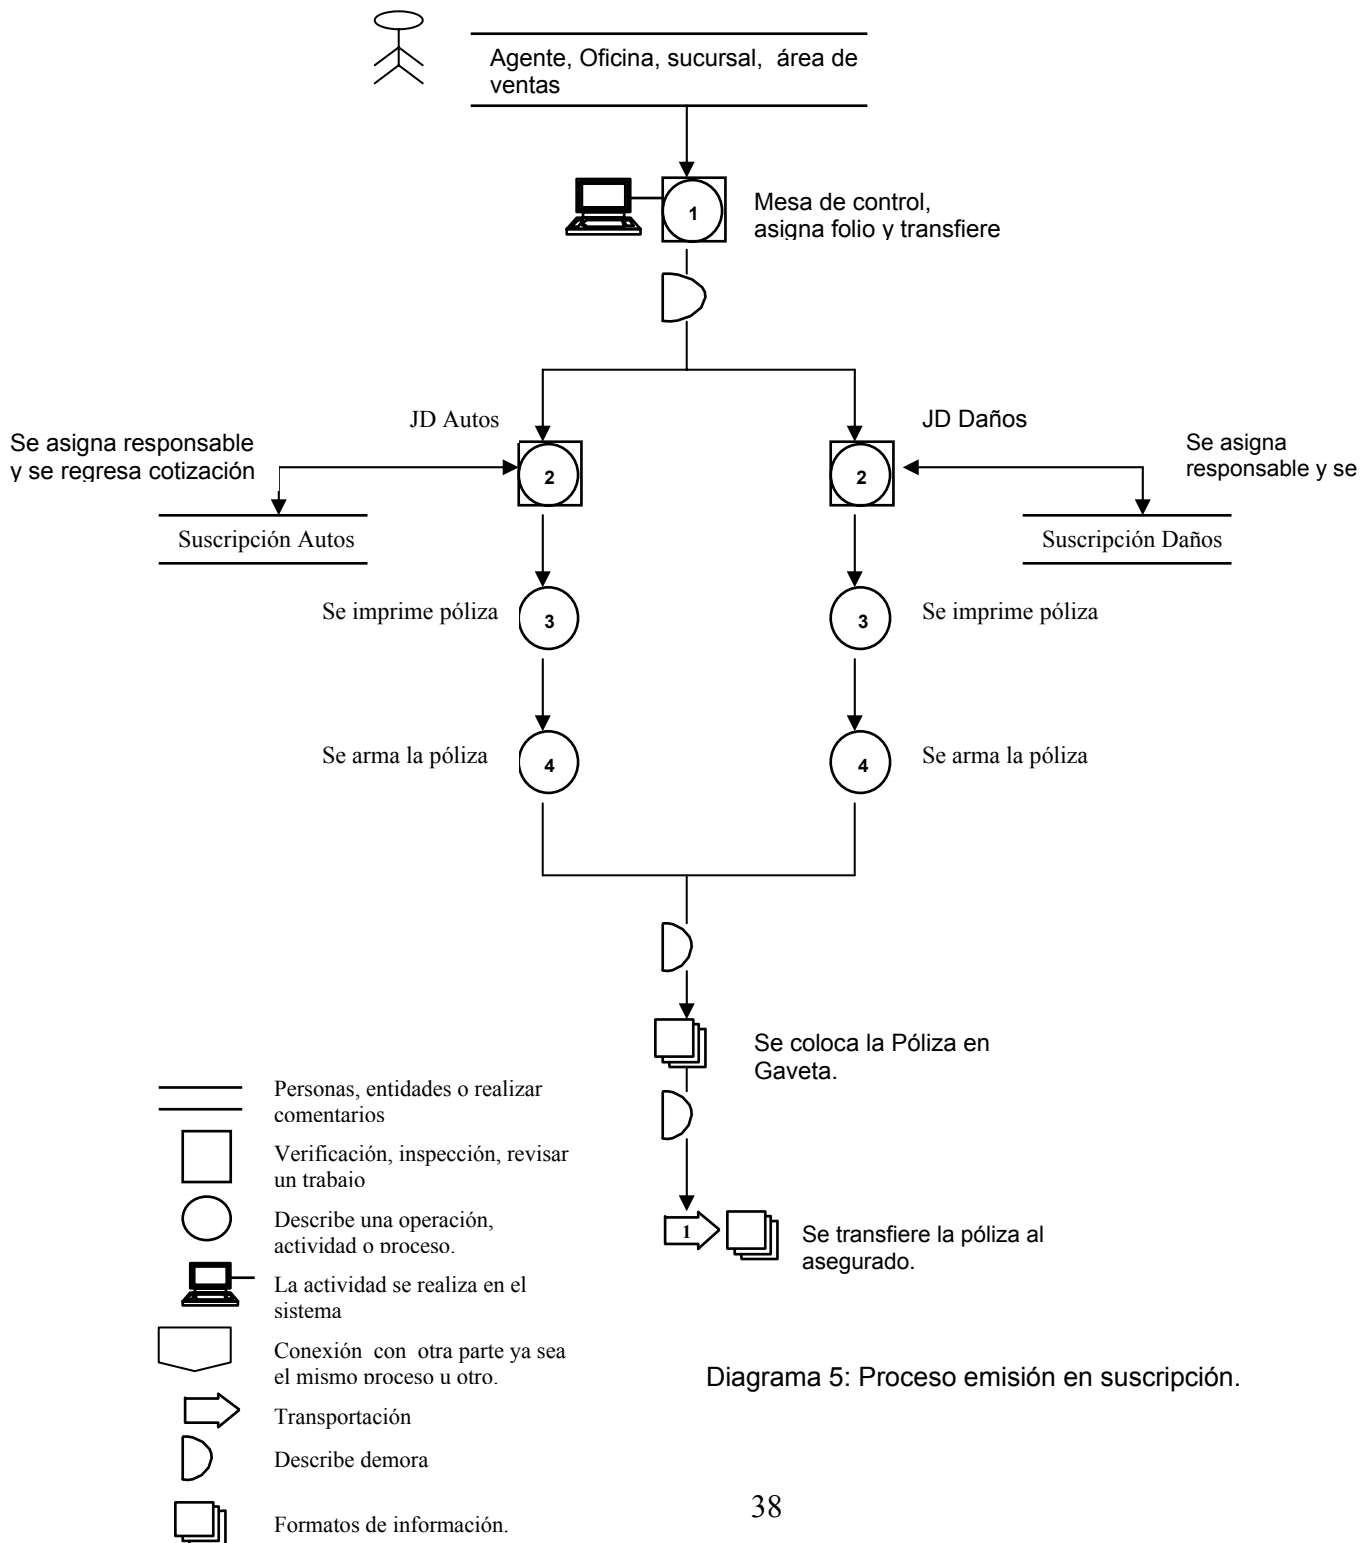 Agente, Oficina, sucursal, área de
ventas
1
Mesa de control,
asigna folio y transfiere
JD Autos
JD Daños
Se asigna responsable
y se regresa cotización
Se asigna
responsable y se
2
2
Suscripción Autos
Suscripción Daños
Se imprime póliza
3
3
Se imprime póliza
Se arma la póliza
4
4
Se arma la póliza
Se coloca la Póliza en
Gaveta.
1
Se transfiere la póliza al
asegurado.
Personas, entidades o realizar
comentarios
Verificación, inspección, revisar
un trabajo
Describe una operación,
actividad o proceso.
La actividad se realiza en el
sistema
Conexión con otra parte ya sea
el mismo proceso u otro.
Transportación
Describe demora
Formatos de información.
Diagrama 5: Proceso emisión en suscripción.
38